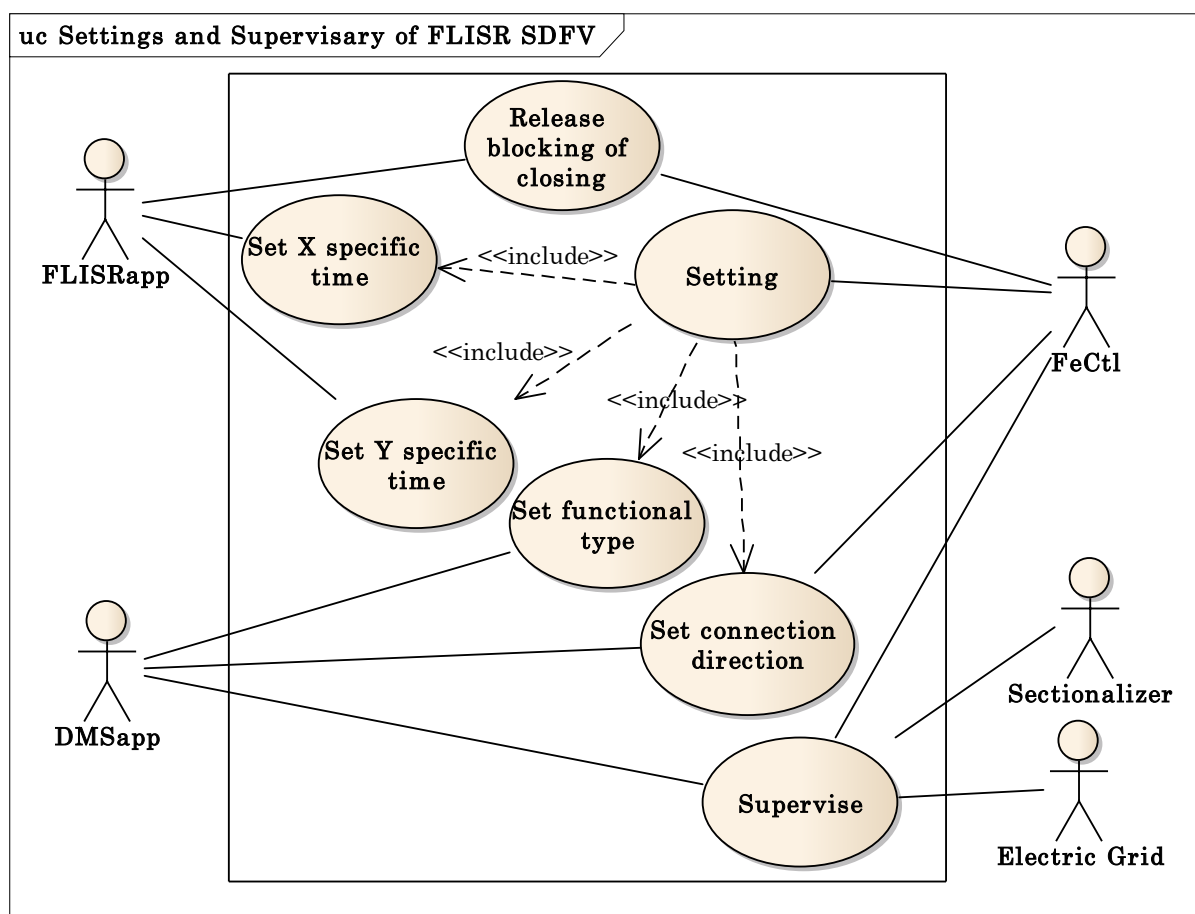 uc Settings and Supervisary of FLISR SDFV
Release
blocking of
closing
Set X specific
time
<<include>>
Setting
FLISRapp
<<include>>
FeCtl
<<include>>
Set Y specific
time
<<include>>
Set functional
type
Set connection
direction
Sectionalizer
DMSapp
Supervise
Electric Grid